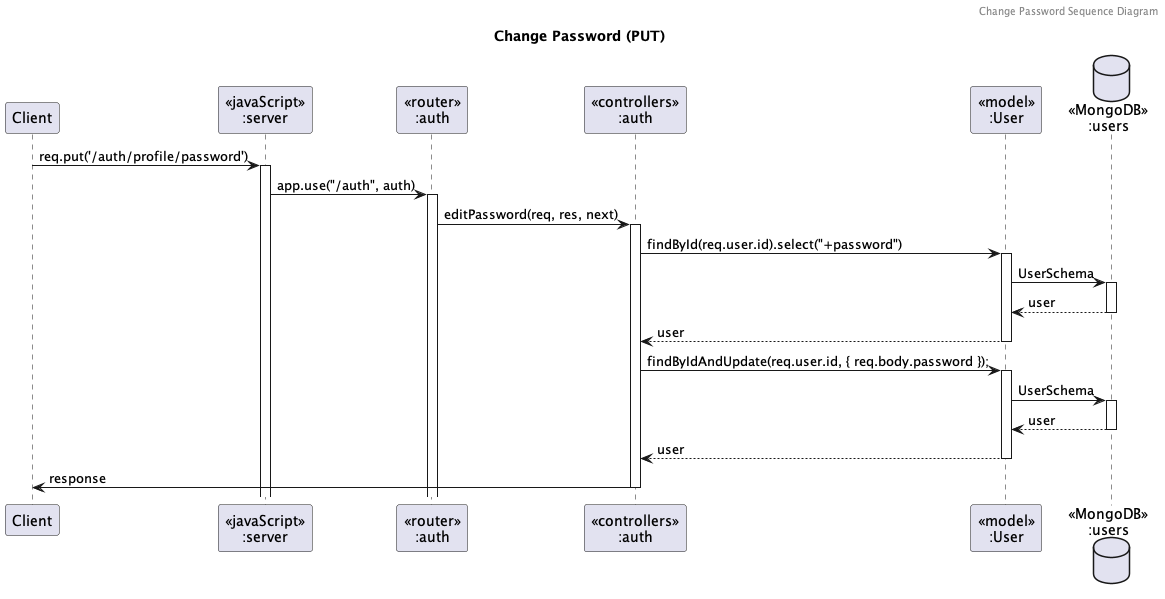 Change Password Sequence Diagram
Change Password (PUT)
Client
«javaScript»
:server
«router»
:auth
«controllers»
:auth
«model»
:User
«MongoDB»
:users
req.put('/auth/profile/password')
app.use("/auth", auth)
editPassword(req, res, next)
findById(req.user.id).select("+password")
UserSchema
user
user
findByIdAndUpdate(req.user.id, { req.body.password });
UserSchema
user
user
response
Client
«javaScript»
:server
«router»
:auth
«controllers»
:auth
«model»
:User
«MongoDB»
:users